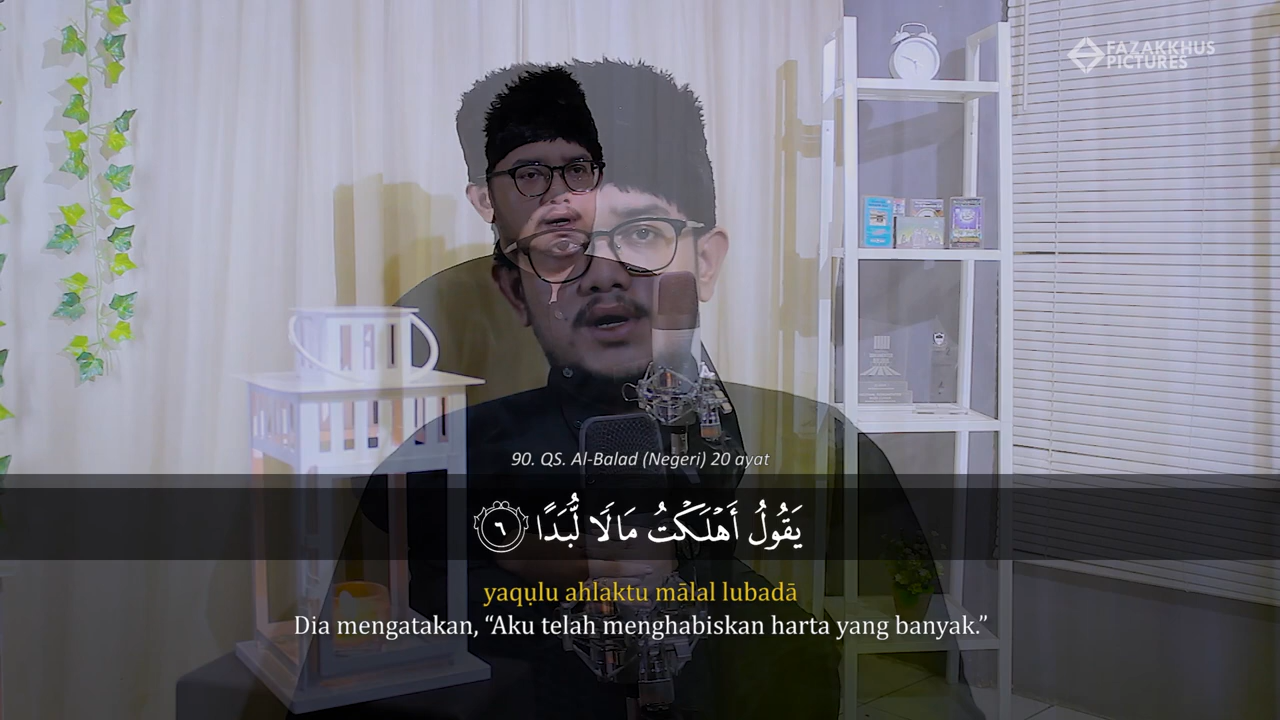 FAZAKKHUS
PICTURES
90. QS. Al-Balad (Negeri) 20 ayat
يَقُولُ أَهْلَكْتُ مَالًا لُّبَدًا ٦
yaqụlu ahlaktu mālal lubadā
Dia mengatakan, “Aku telah menghabiskan harta yang banyak.”